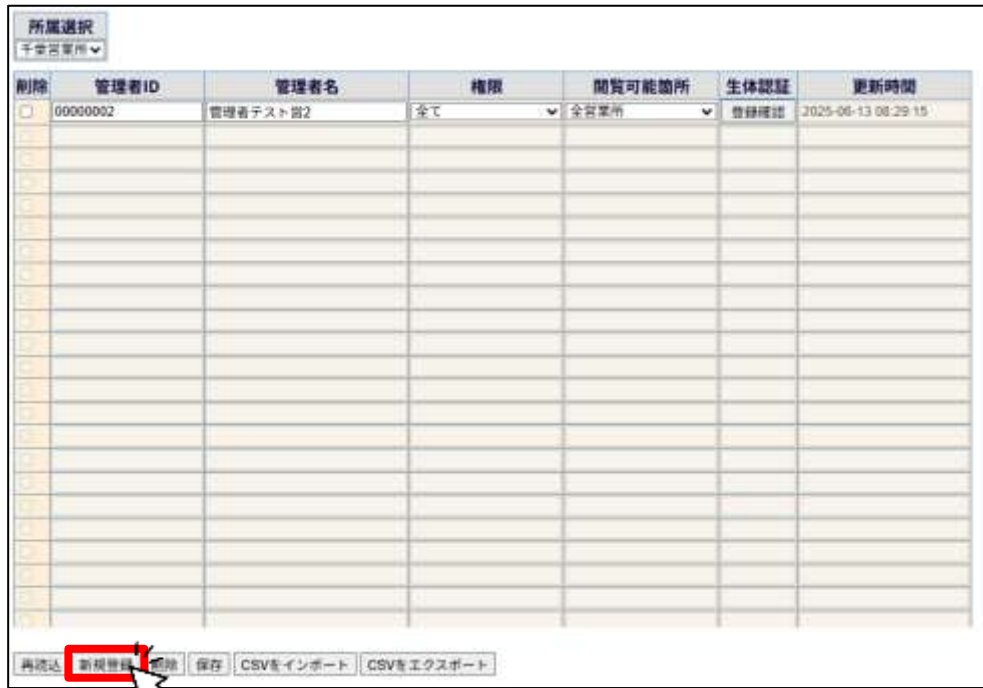 所属選択
千葉営業所
削除 管理者ID 管理者名 権限 閲覧可能箇所 生体認証 更新時間
00000002 管理者テスト習2 全て 全営業所 登録確認 2025-06-13 08:29:15
再読込 新規登録 削除 保存 CSVをインポート CSVをエクスポート